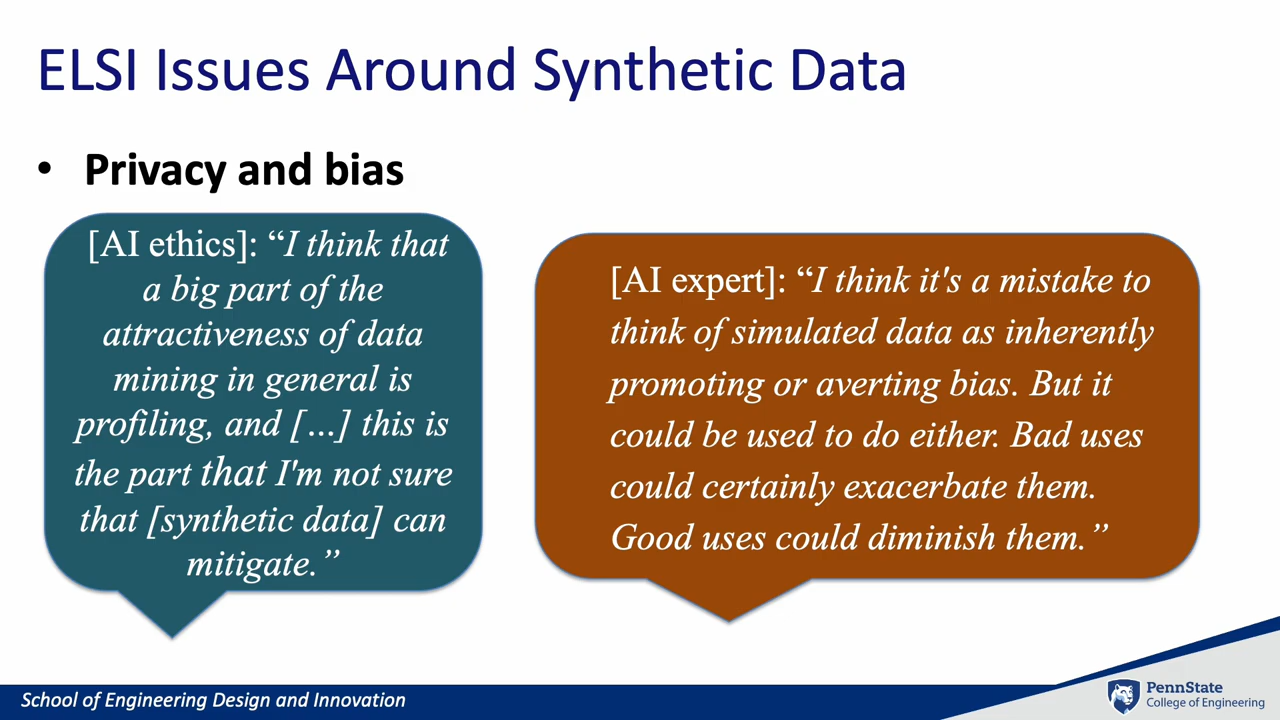 ELSI Issues Around Synthetic Data
• Privacy and bias
[AI ethics]: “I think that
a big part of the
attractiveness of data
mining in general is
profiling, and […] this is
the part that I'm not sure
that [synthetic data] can
mitigate.”
[AI expert]: “I think it's a mistake to
think of simulated data as inherently
promoting or averting bias. But it
could be used to do either. Bad uses
could certainly exacerbate them.
Good uses could diminish them.”
School of Engineering Design and Innovation
PennState
College of Engineering